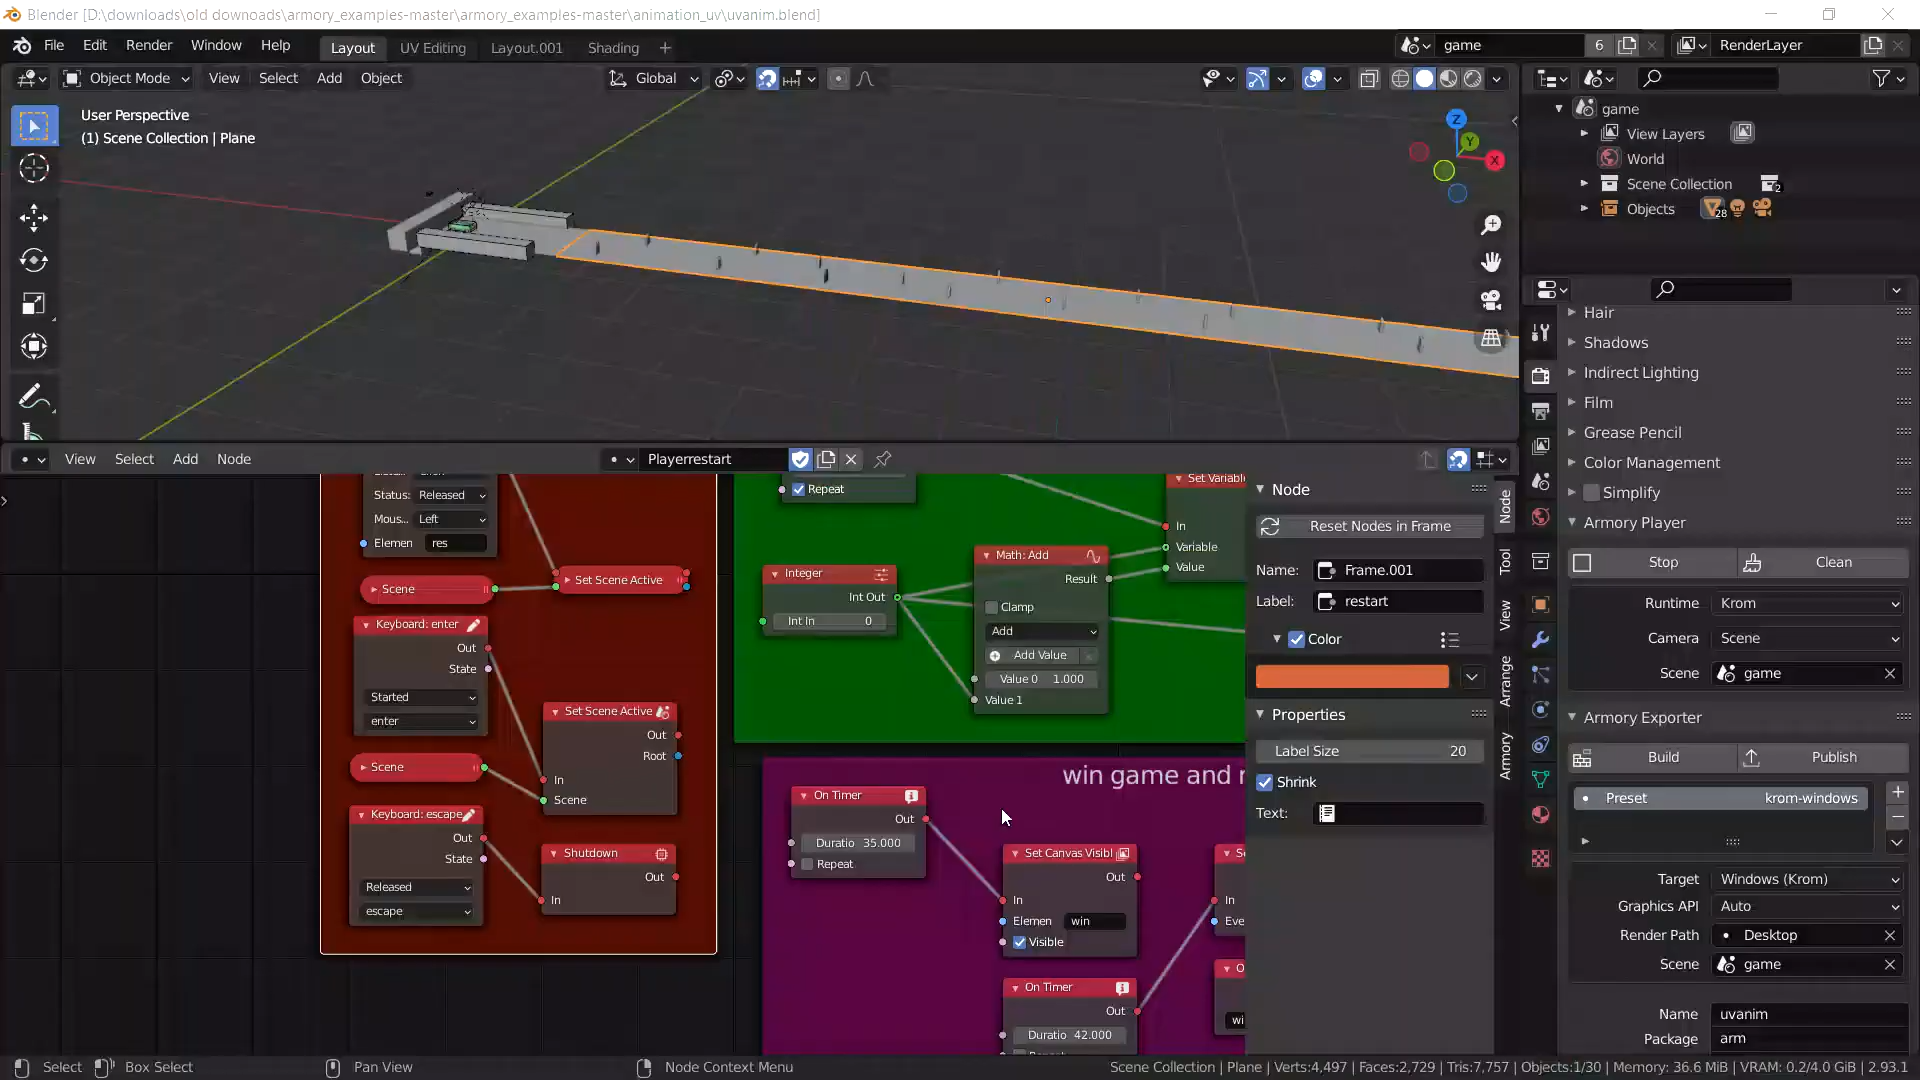 Blender [D:\downloads\old downoads\armory_examples-master\armory_examples-master\animation_uv\uvanim.blend]
File Edit Render Window Help Layout UV Editing Layout.001 Shading + game 6 RenderLayer
Object Mode View Select Add Object Global
User Perspective
(1) Scene Collection | Plane
Z
Y
X
game
View Layers
World
Scene Collection 2
Objects 28
Hair
Shadows
Indirect Lighting
Film
Grease Pencil
Color Management
Simplify
Armory Player
Stop Clean
Runtime Krom
Camera Scene
Scene game
Armory Exporter
Build Publish
Preset krom-windows
Target Windows (Krom)
Graphics API Auto
Render Path Desktop
Scene game
Name uvanim
Package arm
View Select Add Node Playerrestart
Status: Released
Mous... Left
Elemen res
Scene
Set Scene Active
Keyboard: enter
Out
State
Started
enter
Set Scene Active
Out
Root
In
Scene
Scene
Keyboard: escape
Out
State
Released
escape
Shutdown
Out
In
Repeat
Integer
Int Out
Int In 0
Math: Add
Result
Clamp
Add
Add Value
Value 0 1.000
Value 1
Set Variabl
In
Variable
Value
win game and r
On Timer
Out
Duratio 35.000
Repeat
Set Canvas Visibl
Out
In
Elemen win
Visible
On Timer
Out
Duratio 42.000
In
Eve
wi
Node
Reset Nodes in Frame
Name: Frame.001
Label: restart
Color
Properties
Label Size 20
Shrink
Text:
Node
Tool
View
Arrange
Armory
Select Box Select Pan View Node Context Menu Scene Collection | Plane | Verts:4,497 | Faces:2,729 | Tris:7,757 | Objects:1/30 | Memory: 36.6 MiB | VRAM: 0.2/4.0 GiB | 2.93.1